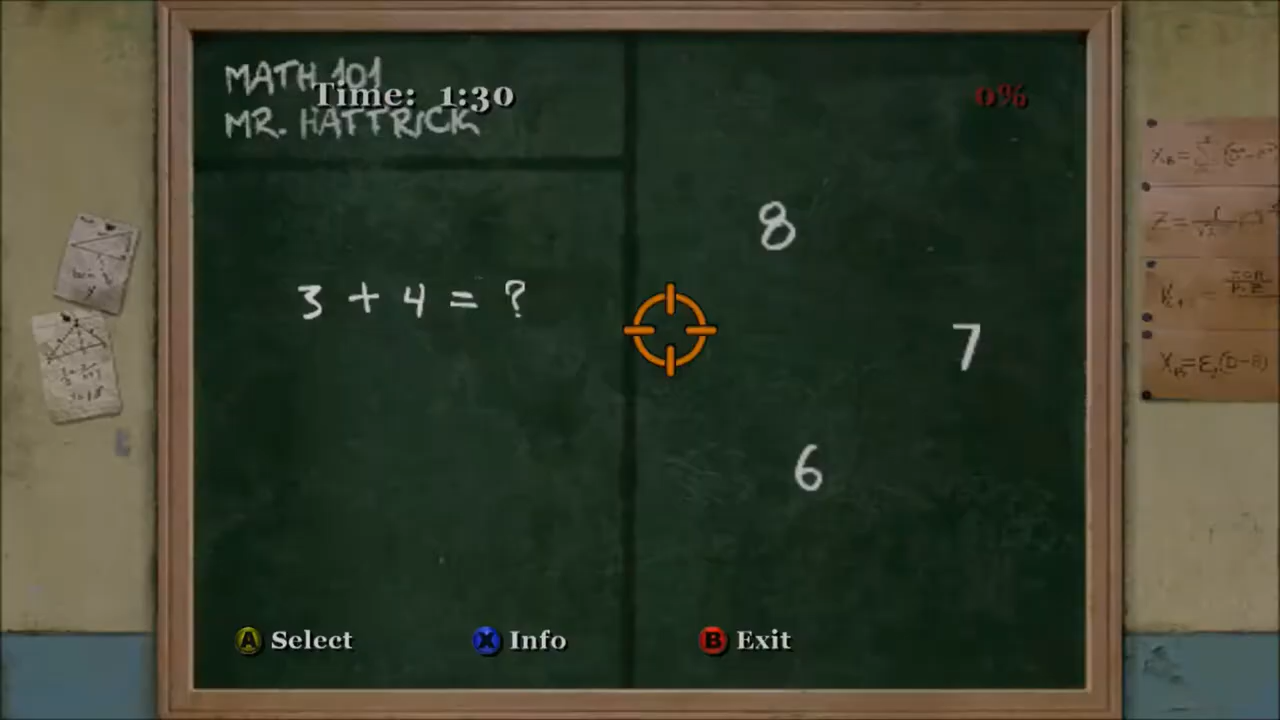 MATH 101
Time: 1:30
0%
MR. HATTRICK
8
3 + 4 = ?
7
6
A Select
X Info
B Exit